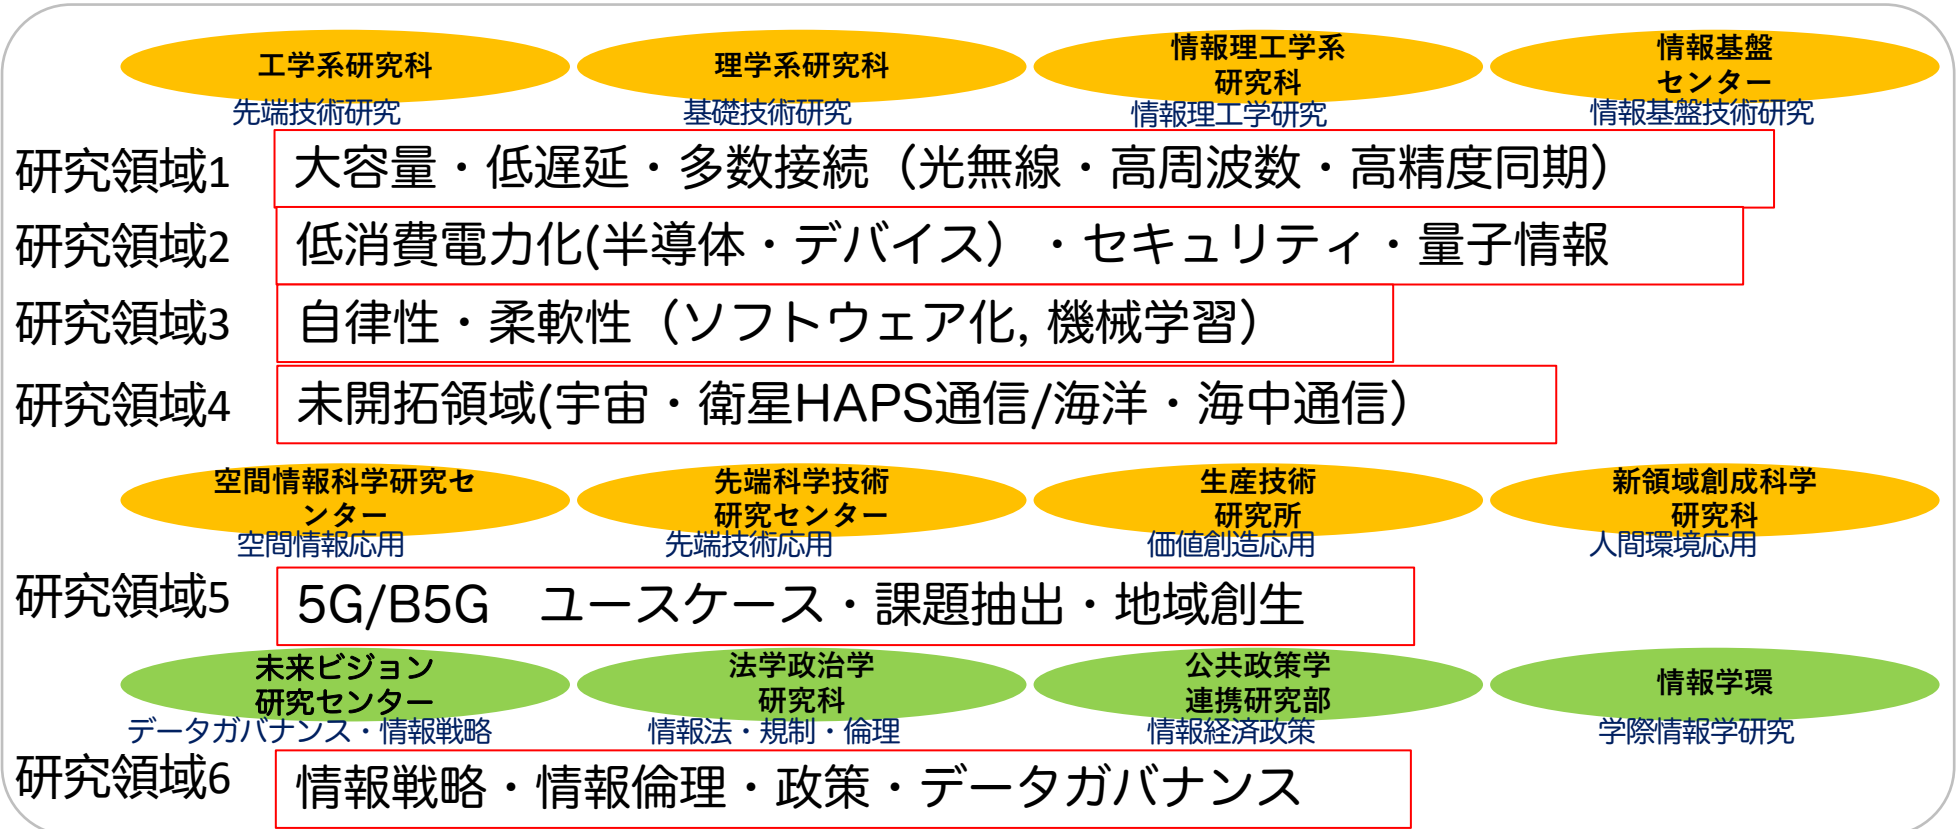 工学系研究科
理学系研究科
情報理工学系
研究科
情報基盤
センター
先端技術研究
基礎技術研究
情報理工学研究
情報基盤技術研究
研究領域1
大容量・低遅延・多数接続（光無線・高周波数・高精度同期）
研究領域2
低消費電力化(半導体・デバイス）・セキュリティ・量子情報
研究領域3
自律性・柔軟性（ソフトウェア化, 機械学習）
研究領域4
未開拓領域(宇宙・衛星HAPS通信/海洋・海中通信）
空間情報科学研究セ
ンター
先端科学技術
研究センター
生産技術
研究所
新領域創成科学
研究科
空間情報応用
先端技術応用
価値創造応用
人間環境応用
研究領域5
5G/B5G　ユースケース・課題抽出・地域創生
未来ビジョン
研究センター
法学政治学
研究科
公共政策学
連携研究部
情報学環
データガバナンス・情報戦略
情報法・規制・倫理
情報経済政策
学際情報学研究
研究領域6
情報戦略・情報倫理・政策・データガバナンス